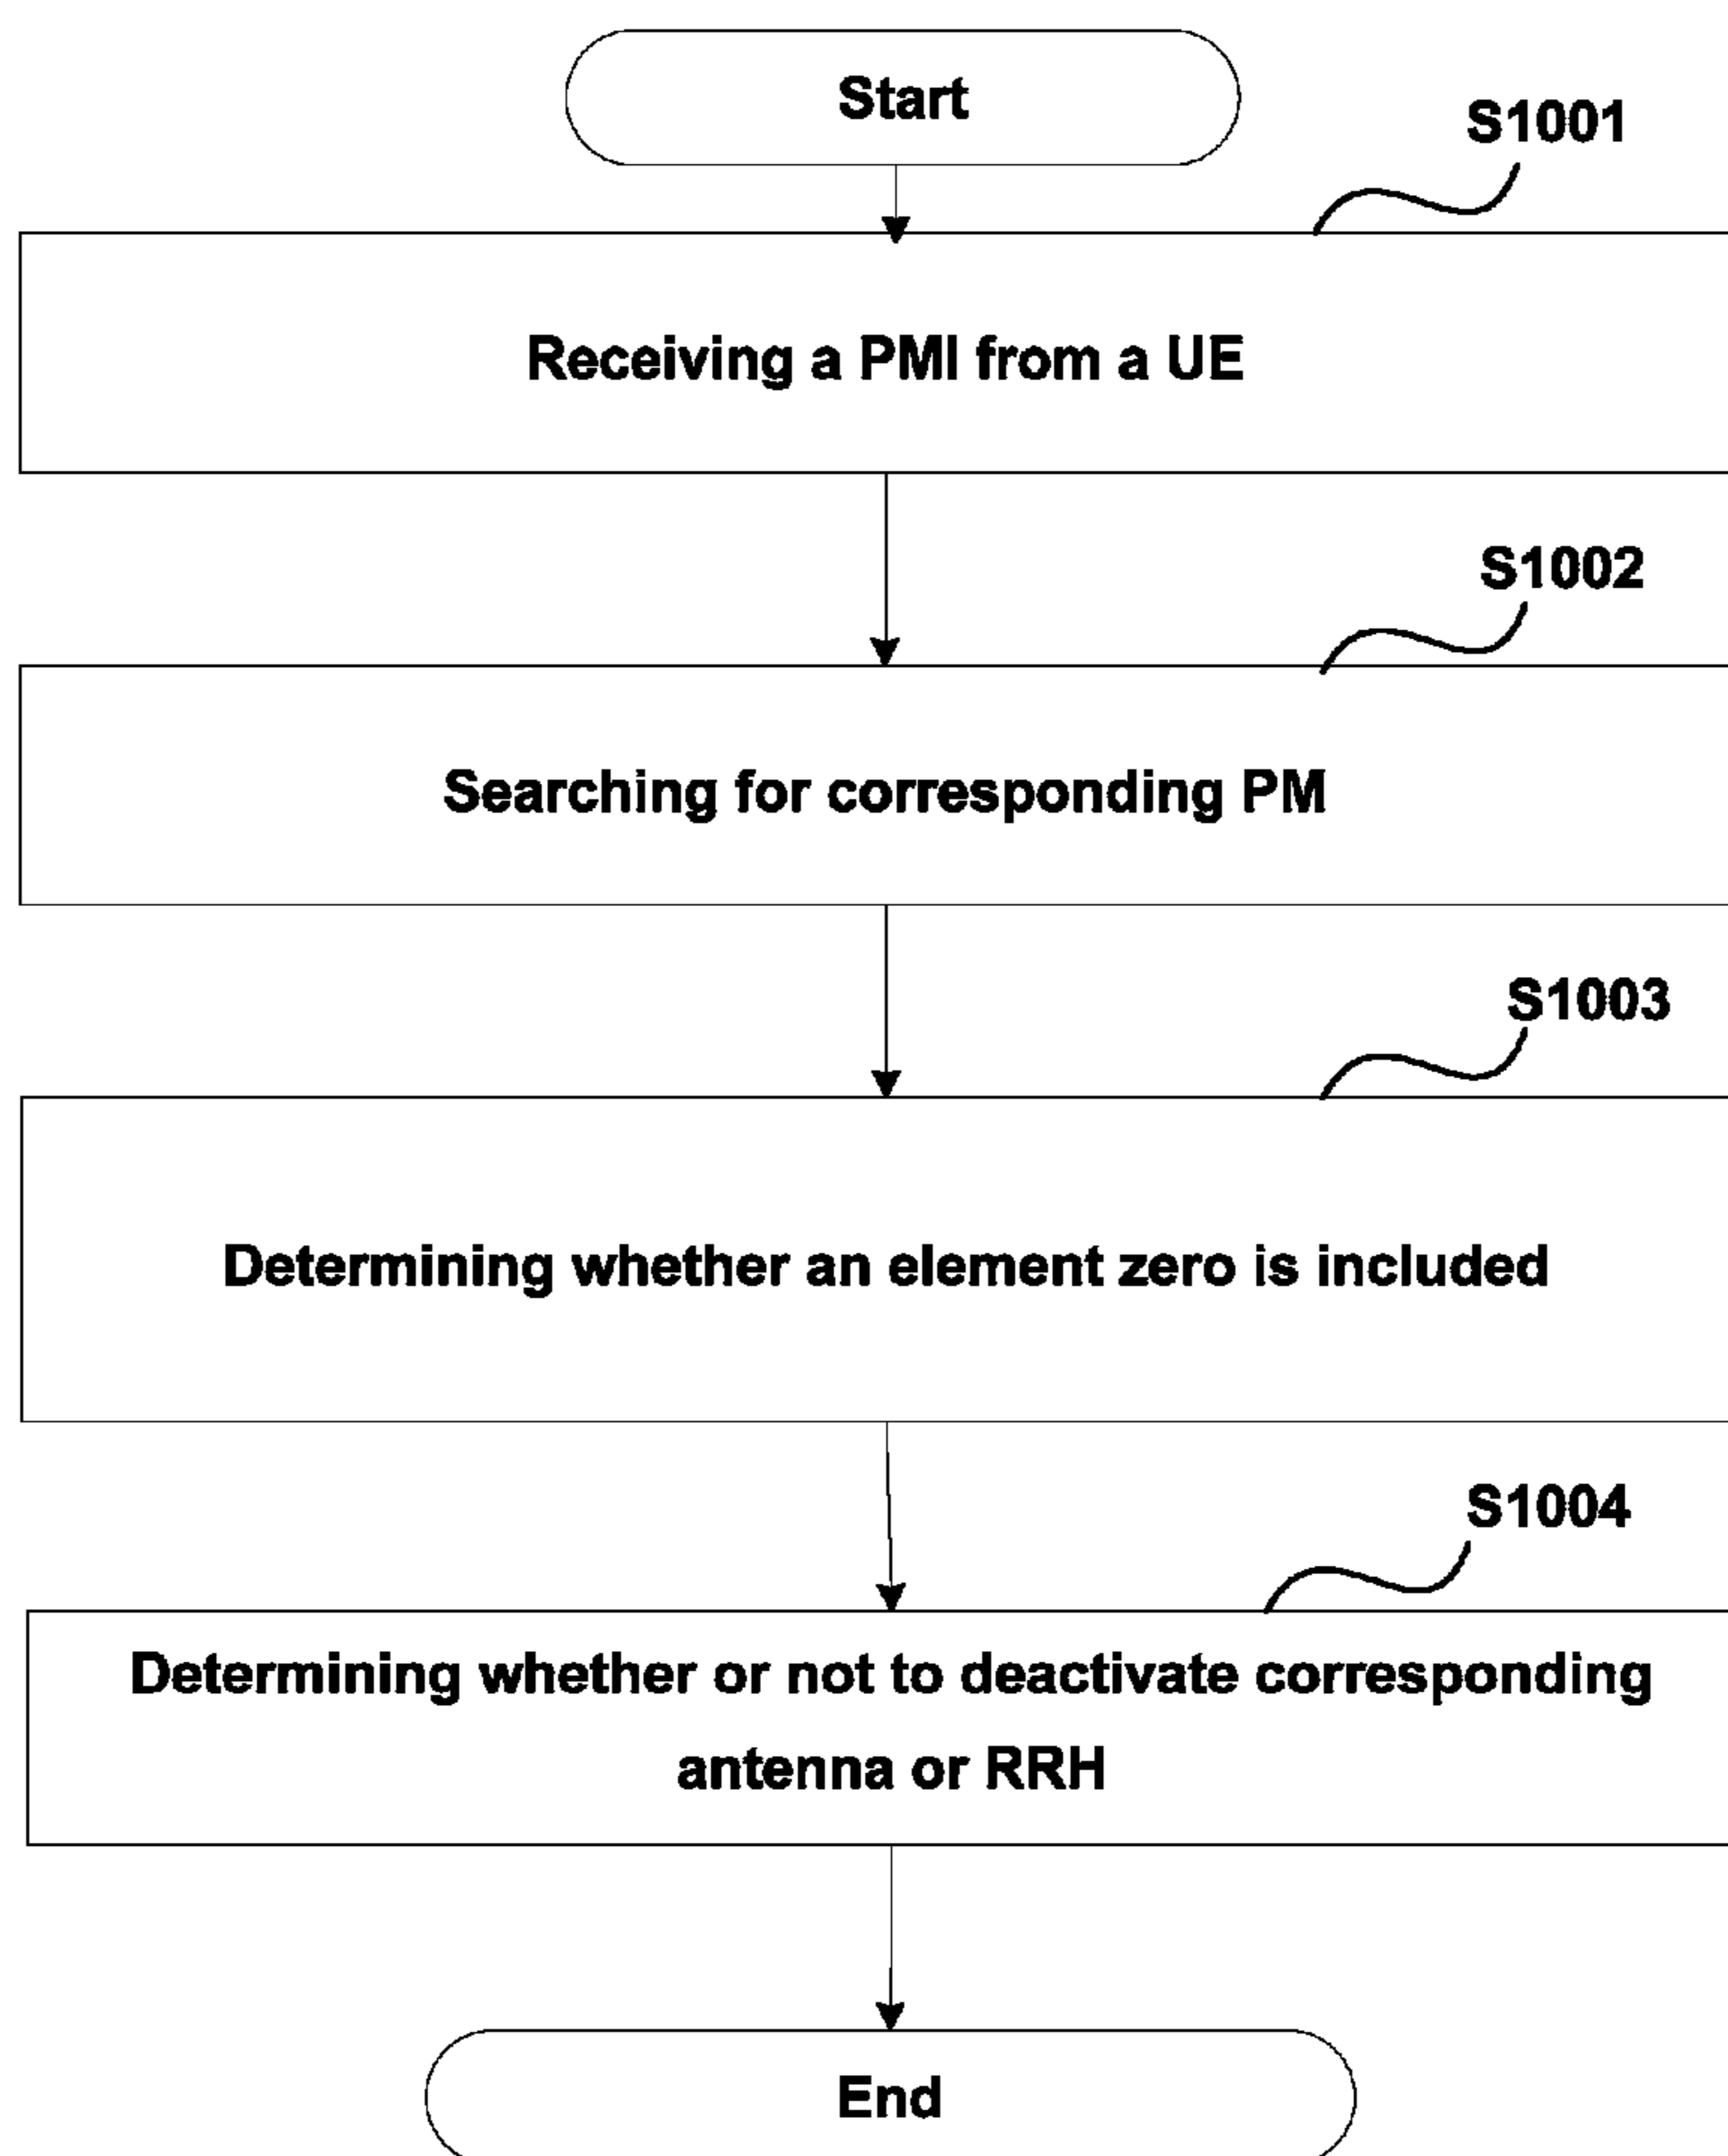 Start
S1001
Receiving a PMI from a UE
S1002
Searching for corresponding PM
S1003
Determining whether an element zero is included
S1004
Determining whether or not to deactivate corresponding
antenna or RRH
End